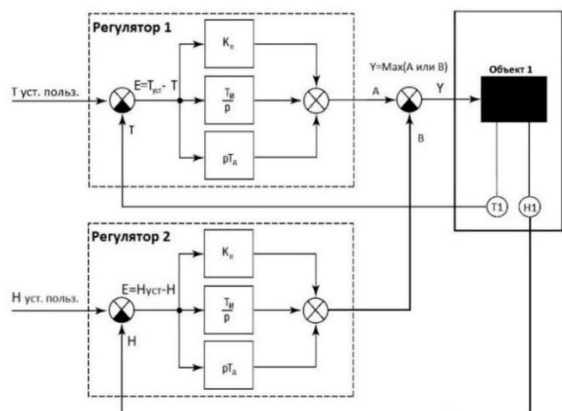 Регулятор 1
Kп
E=Tуст- T
Y=Max(A или B)
Объект 1
T уст. польз.
Tи
p
A
Y
T
B
pTд
T1
H1
Регулятор 2
Kп
E=Hуст-H
H уст. польз.
Tи
p
H
pTд